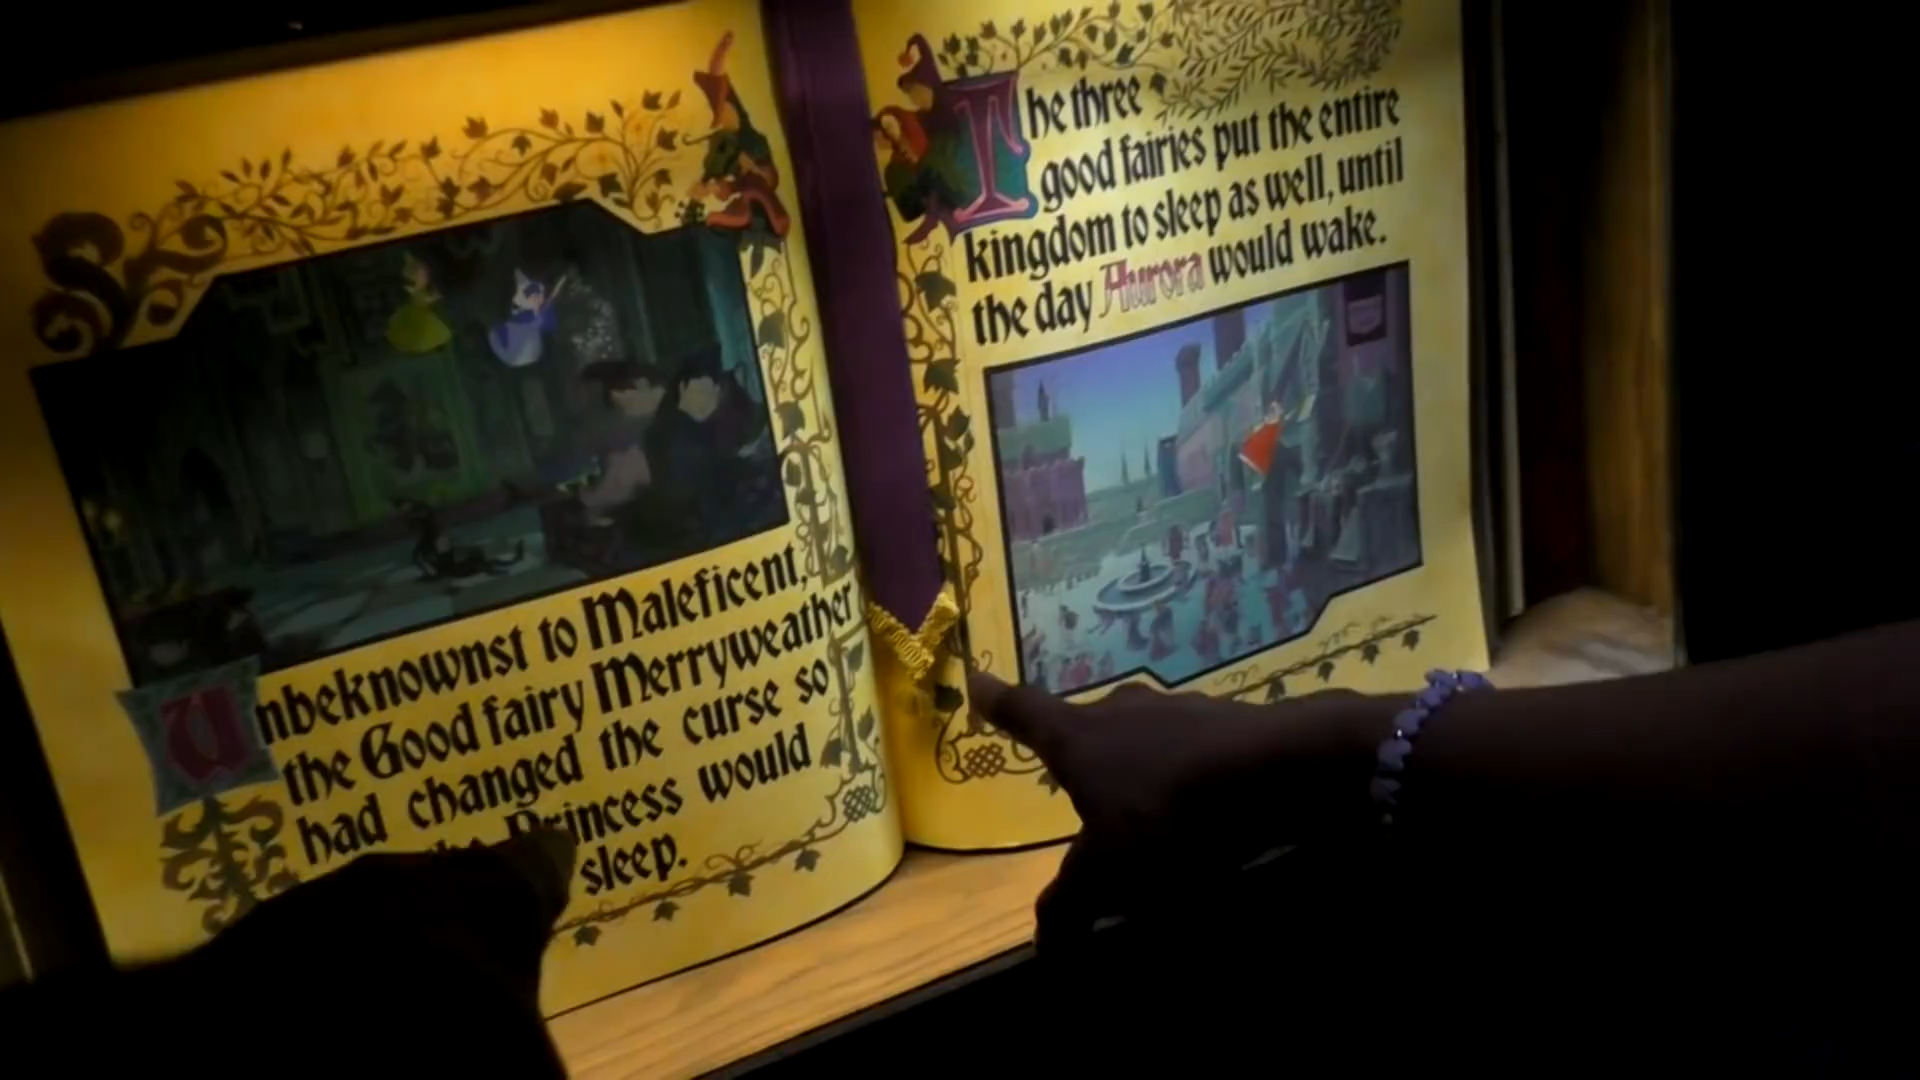 Unbeknownst to Maleficent,
the Good fairy Merryweather
had changed the curse so
the Princess would
sleep.
The three
good fairies put the entire
kingdom to sleep as well, until
the day Aurora would wake.